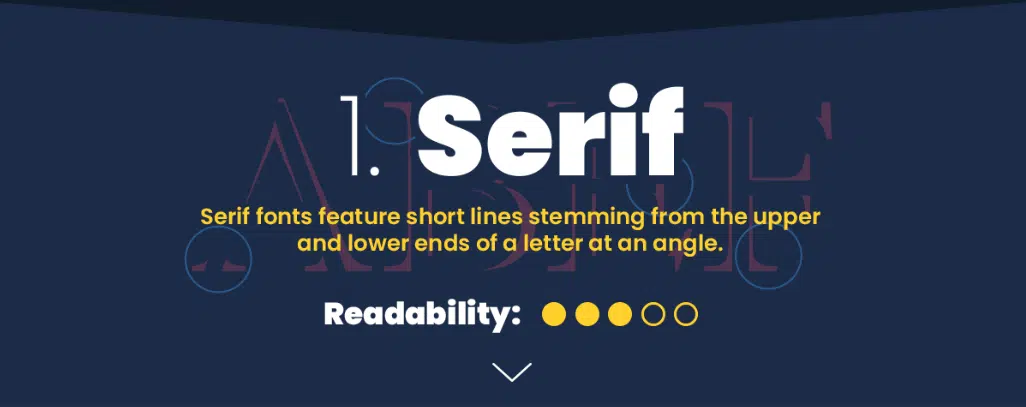 1. Serif
Serif fonts feature short lines stemming from the upper
and lower ends of a letter at an angle.
Readability: